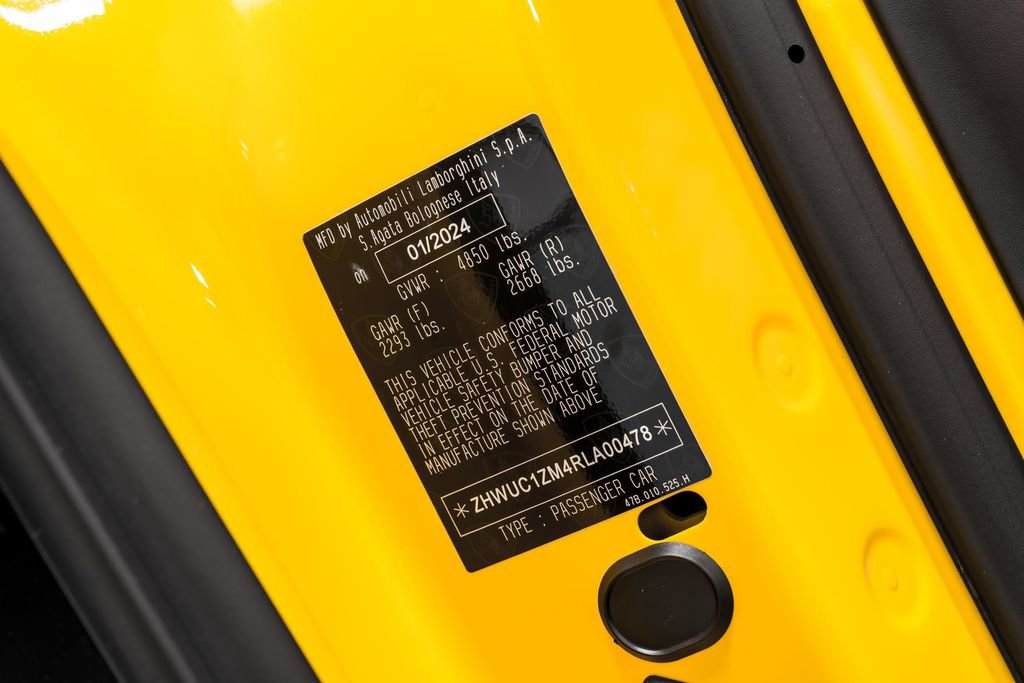 MFD by Automobili Lamborghini S.p.A.
S.Agata Bolognese Italy
on 01/2024
GVWR : 4850 lbs.
GAWR (F) GAWR (R)
2293 lbs. 2668 lbs.
THIS VEHICLE CONFORMS TO ALL
APPLICABLE U.S. FEDERAL MOTOR
VEHICLE SAFETY BUMPER AND
THEFT PREVENTION STANDARDS
IN EFFECT ON THE DATE OF
MANUFACTURE SHOWN ABOVE
*ZHWUC1ZM4RLA00478*
TYPE : PASSENGER CAR
47B.010.525.H